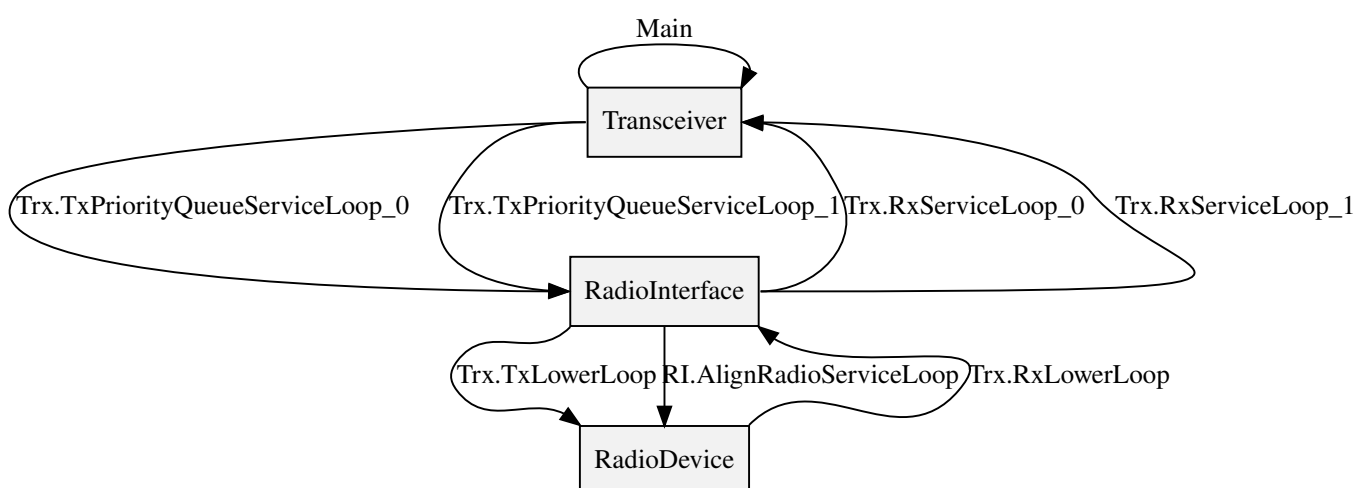 Main
Transceiver
Trx.TxPriorityQueueServiceLoop_0
Trx.TxPriorityQueueServiceLoop_1
Trx.RxServiceLoop_0
Trx.RxServiceLoop_1
RadioInterface
Trx.TxLowerLoop
RI.AlignRadioServiceLoop
Trx.RxLowerLoop
RadioDevice